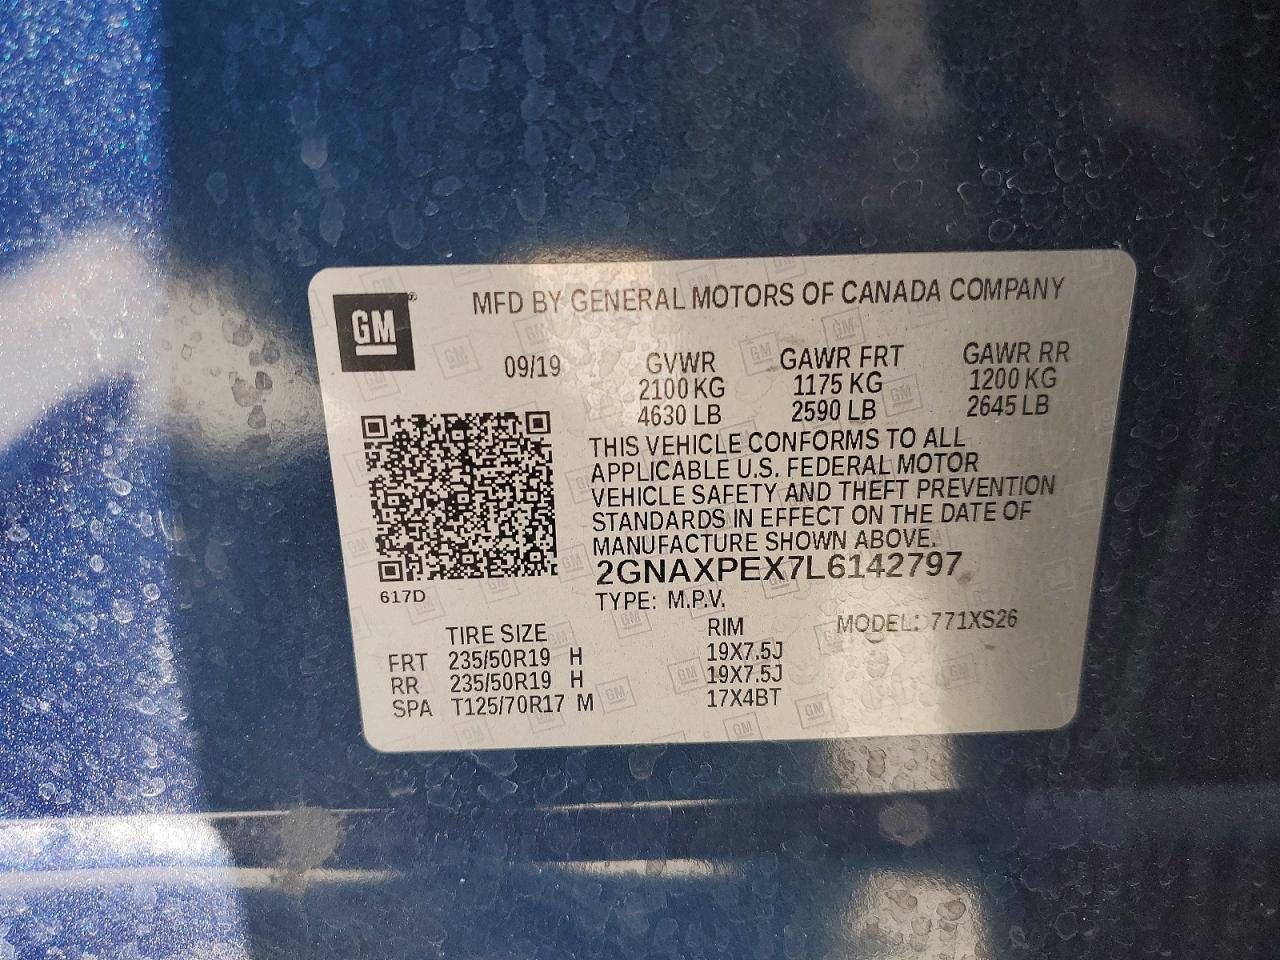 MFD BY GENERAL MOTORS OF CANADA COMPANY
GM
09/19 GVWR GAWR FRT GAWR RR
2100 KG 1175 KG 1200 KG
4630 LB 2590 LB 2645 LB
THIS VEHICLE CONFORMS TO ALL
APPLICABLE U.S. FEDERAL MOTOR
VEHICLE SAFETY AND THEFT PREVENTION
STANDARDS IN EFFECT ON THE DATE OF
MANUFACTURE SHOWN ABOVE.
2GNAXPEX7L6142797
617D
TYPE: M.P.V.
TIRE SIZE RIM MODEL: 771XS26
FRT 235/50R19 H 19X7.5J
RR 235/50R19 H 19X7.5J
SPA T125/70R17 M 17X4BT